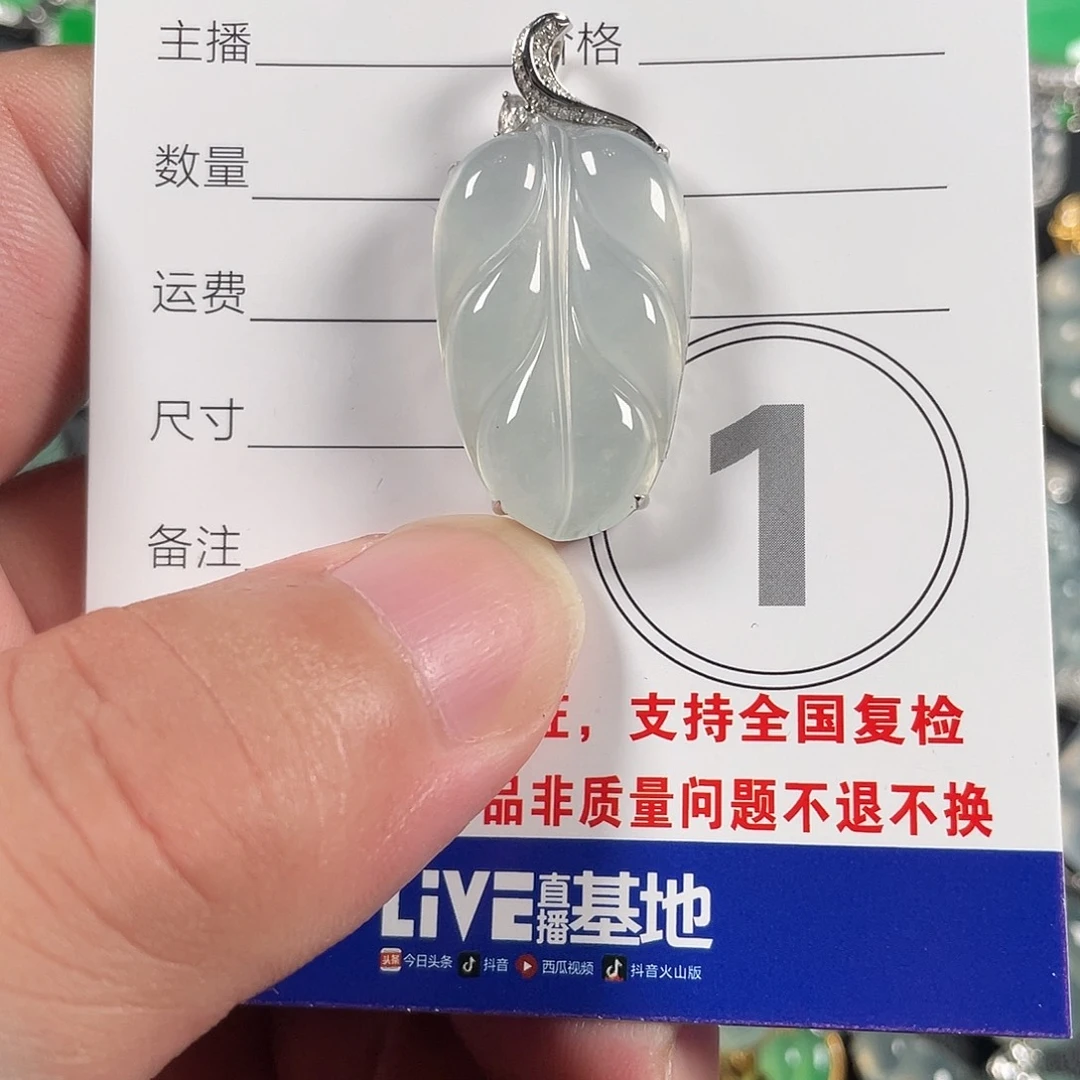 主播 格
数量
运费
尺寸
备注
1
，支持全国复检
品非质量问题不退不换
LiVE直播基地
头条 今日头条 抖音 西瓜视频 抖音火山版